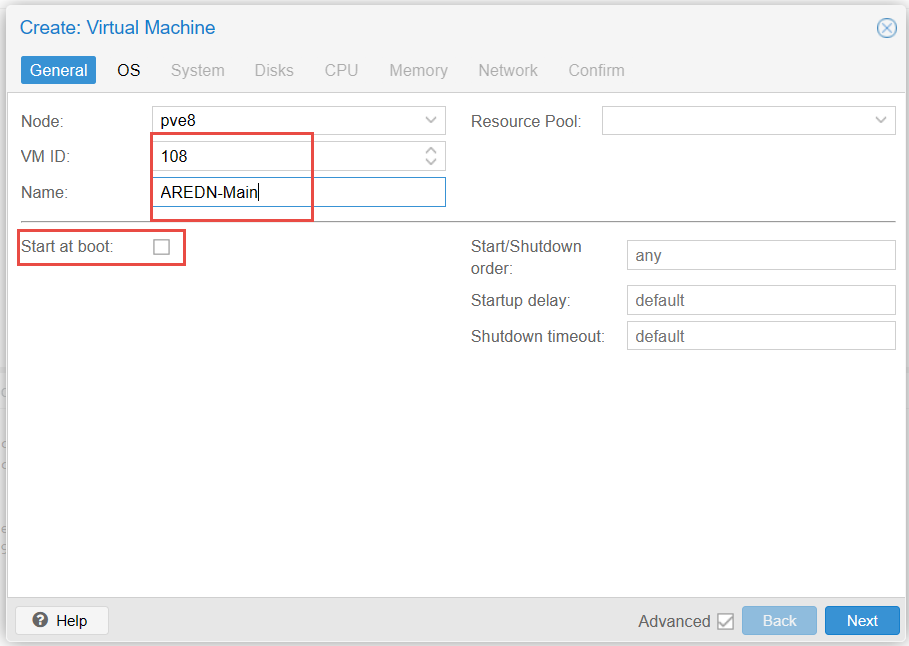 Create: Virtual Machine
General OS System Disks CPU Memory Network Confirm
Node: pve8 Resource Pool:
VM ID: 108
Name: AREDN-Main
Start at boot: Start/Shutdown order: any
Startup delay: default
Shutdown timeout: default
Help Advanced Back Next